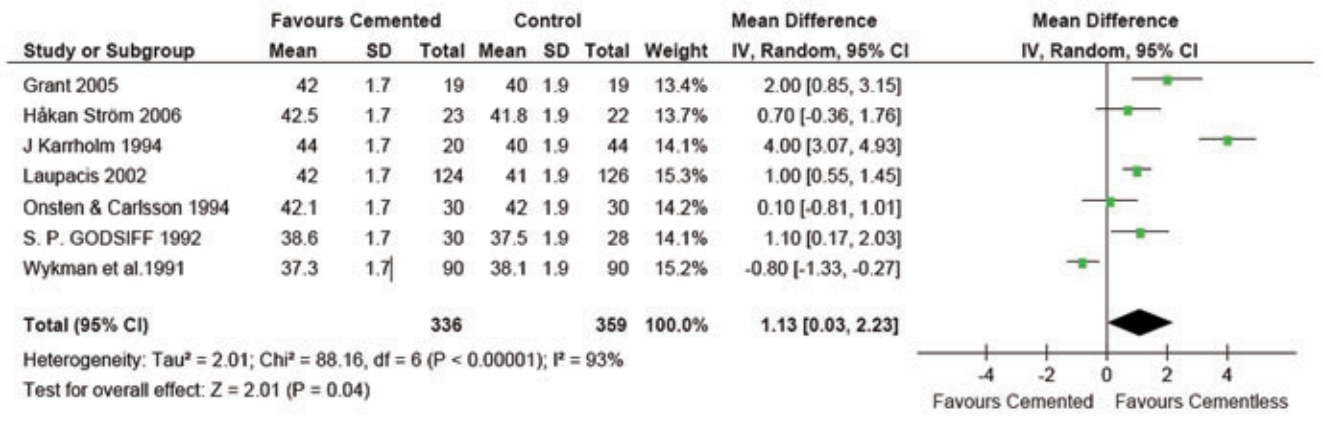 Favours Cemented Control Mean Difference Mean Difference
Study or Subgroup Mean SD Total Mean SD Total Weight IV, Random, 95% CI IV, Random, 95% CI
Grant 2005 42 1.7 19 40 1.9 19 13.4% 2.00 [0.85, 3.15]
Håkan Ström 2006 42.5 1.7 23 41.8 1.9 22 13.7% 0.70 [-0.36, 1.76]
J Karrholm 1994 44 1.7 20 40 1.9 44 14.1% 4.00 [3.07, 4.93]
Laupacis 2002 42 1.7 124 41 1.9 126 15.3% 1.00 [0.55, 1.45]
Onsten & Carlsson 1994 42.1 1.7 30 42 1.9 30 14.2% 0.10 [-0.81, 1.01]
S. P. GODSIFF 1992 38.6 1.7 30 37.5 1.9 28 14.1% 1.10 [0.17, 2.03]
Wykman et al.1991 37.3 1.7 90 38.1 1.9 90 15.2% -0.80 [-1.33, -0.27]
Total (95% CI) 336 359 100.0% 1.13 [0.03, 2.23]
Heterogeneity: Tau² = 2.01; Chi² = 88.16, df = 6 (P < 0.00001); I² = 93%
Test for overall effect: Z = 2.01 (P = 0.04)
-4 -2 0 2 4
Favours Cemented Favours Cementless